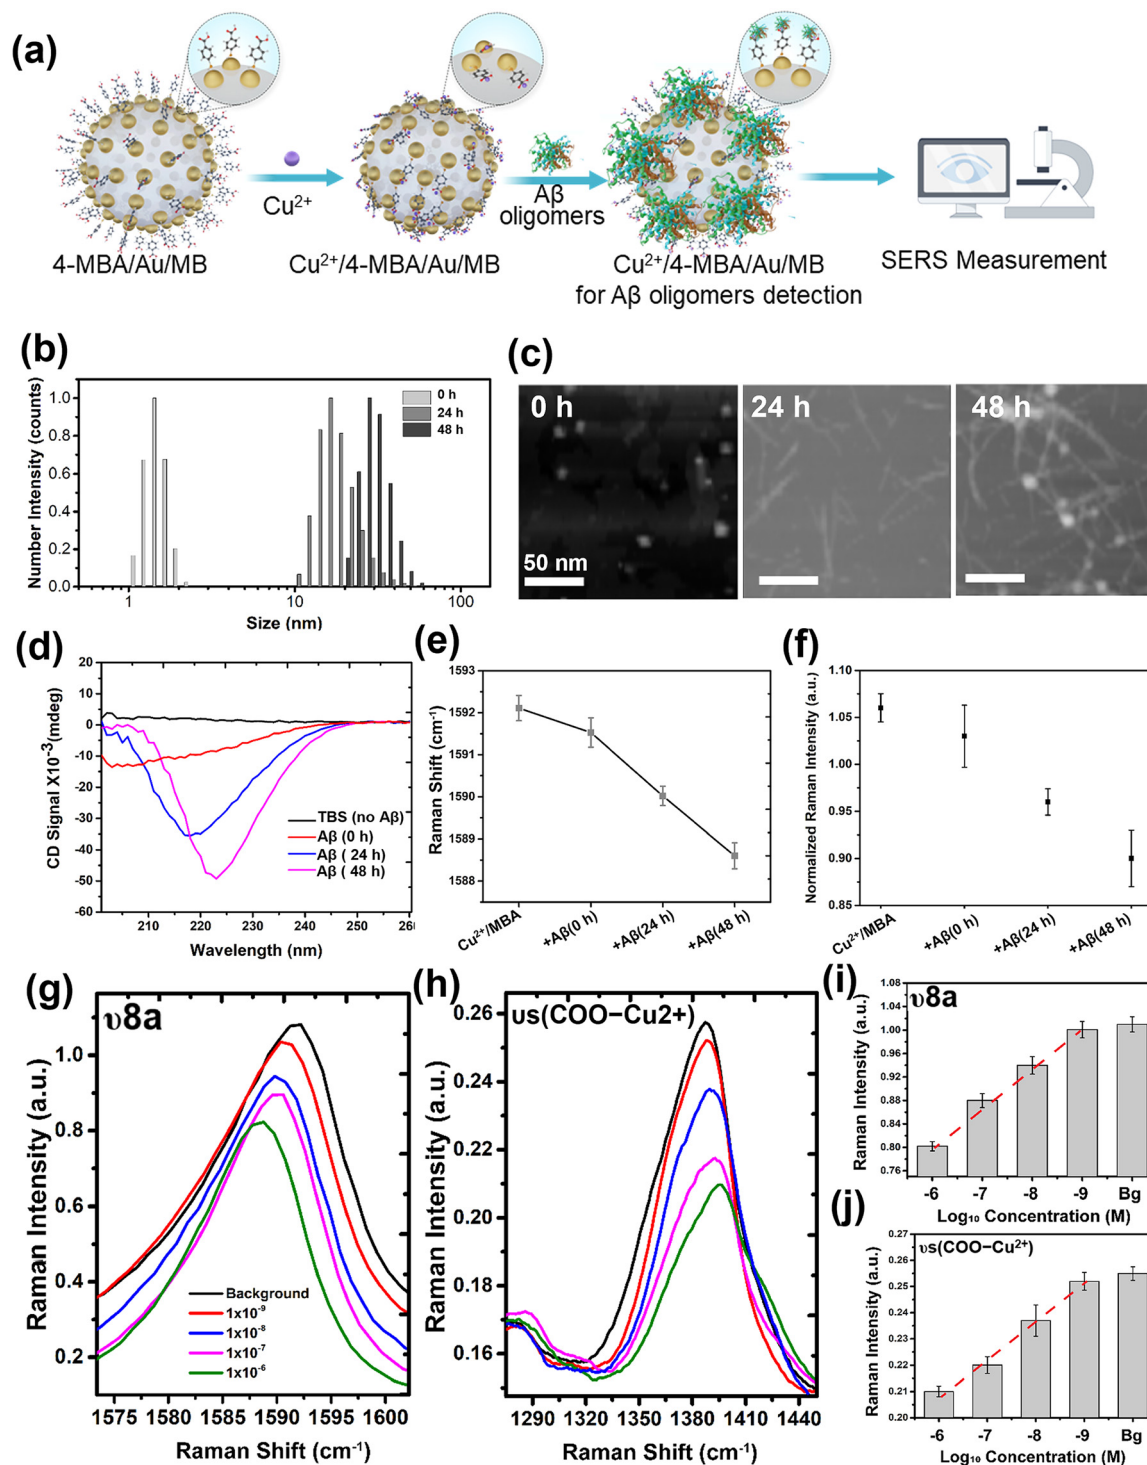 (a)
Cu²⁺
Aβ
oligomers
4-MBA/Au/MB
Cu²⁺/4-MBA/Au/MB
Cu²⁺/4-MBA/Au/MB
for Aβ oligomers detection
SERS Measurement
(b)
Number Intensity (counts)
1.0
0.8
0.6
0.4
0.2
0.0
0 h
24 h
48 h
1
10
100
Size (nm)
(c)
0 h
24 h
48 h
50 nm
(d)
CD Signal X10⁻³(mdeg)
20
10
0
-10
-20
-30
-40
-50
-60
TBS (no Aβ)
Aβ (0 h)
Aβ ( 24 h)
Aβ ( 48 h)
210
220
230
240
250
26
Wavelength (nm)
(e)
Raman Shift (cm⁻¹)
1593
1592
1591
1590
1589
1588
Cu²⁺/MBA
+Aβ(0 h)
+Aβ(24 h)
+Aβ(48 h)
(f)
Normalized Raman Intensity (a.u.)
1.10
1.05
1.00
0.95
0.90
0.85
Cu²⁺/MBA
+Aβ(0 h)
+Aβ(24 h)
+Aβ(48 h)
(g)
υ8a
Raman Intensity (a.u.)
1.0
0.8
0.6
0.4
0.2
Background
1x10⁻⁹
1x10⁻⁸
1x10⁻⁷
1x10⁻⁶
1575
1580
1585
1590
1595
1600
Raman Shift (cm⁻¹)
(h)
υs(COO−Cu2+)
Raman Intensity (a.u.)
0.26
0.24
0.22
0.20
0.18
0.16
1290
1320
1350
1380
1410
1440
Raman Shift (cm⁻¹)
(i)
υ8a
Raman Intensity (a.u.)
1.08
1.04
1.00
0.96
0.92
0.88
0.84
0.80
0.76
-6
-7
-8
-9
Bg
Log₁₀ Concentration (M)
(j)
υs(COO−Cu²⁺)
Raman Intensity (a.u.)
0.27
0.26
0.25
0.24
0.23
0.22
0.21
0.20
-6
-7
-8
-9
Bg
Log₁₀ Concentration (M)